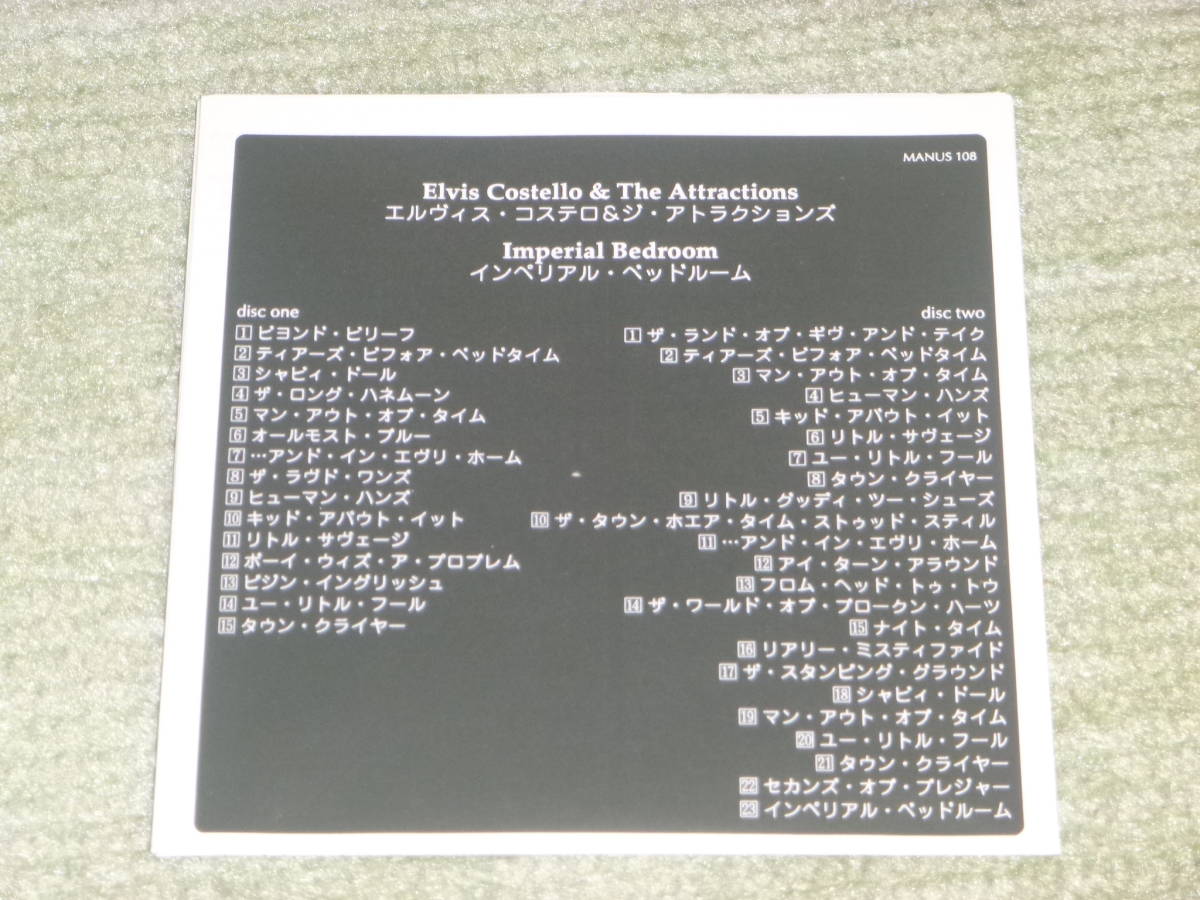 MANUS 108
Elvis Costello & The Attractions
エルヴィス・コステロ&ジ・アトラクションズ
Imperial Bedroom
インペリアル・ベッドルーム
disc one
1 ビヨンド・ビリーフ
2 ティアーズ・ビフォア・ベッドタイム
3 シャビィ・ドール
4 ザ・ロング・ハネムーン
5 マン・アウト・オブ・タイム
6 オールモスト・ブルー
7 …アンド・イン・エヴリ・ホーム
8 ザ・ラヴド・ワンズ
9 ヒューマン・ハンズ
10 キッド・アバウト・イット
11 リトル・サヴェージ
12 ボーイ・ウィズ・ア・プロブレム
13 ピジン・イングリッシュ
14 ユー・リトル・フール
15 タウン・クライヤー
disc two
1 ザ・ランド・オブ・ギヴ・アンド・テイク
2 ティアーズ・ビフォア・ベッドタイム
3 マン・アウト・オブ・タイム
4 ヒューマン・ハンズ
5 キッド・アバウト・イット
6 リトル・サヴェージ
7 ユー・リトル・フール
8 タウン・クライヤー
9 リトル・グッディ・ツー・シューズ
10 ザ・タウン・ホエア・タイム・ストゥッド・スティル
11 …アンド・イン・エヴリ・ホーム
12 アイ・ターン・アラウンド
13 フロム・ヘッド・トゥ・トウ
14 ザ・ワールド・オブ・ブロークン・ハーツ
15 ナイト・タイム
16 リアリー・ミスティファイド
17 ザ・スタンピング・グラウンド
18 シャビィ・ドール
19 マン・アウト・オブ・タイム
20 ユー・リトル・フール
21 タウン・クライヤー
22 セカンズ・オブ・プレジャー
23 インペリアル・ベッドルーム